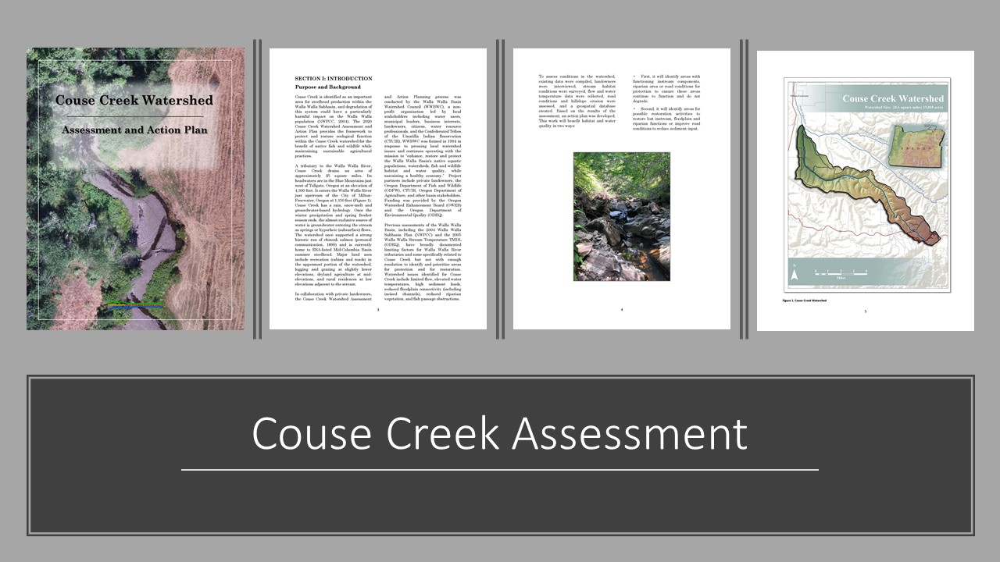 Couse Creek Watershed
Assessment
Action Plan
SECTION I: INTRODUCTION
Purpose and Background
Couse Creek is identified as an important
area for steelhead production within the
Walla Walla Subbasin, and degradation of
this system could have a particularly
harmful impact on the Walla Walla
population (NWPCC, 2004). The 2020
Couse Creek Watershed Assessment and
Action Plan provides the framework to
protect and restore ecological function
within the Couse Creek watershed for the
benefit of native fish and wildlife while
maintaining sustainable agricultural
practices.
A tributary to the Walla Walla River,
Couse Creek drains an area of
approximately 25 square miles. Its
headwaters are in the Blue Mountains just
west of Tollgate, Oregon at an elevation of
4,300 feet. It enters the Walla Walla River
just upstream of the City of Milton-
Freewater, Oregon at 1,150 feet (Figure 1).
Couse Creek has a rain, snow-melt and
groundwater-based hydrology. Once the
winter precipitation and spring freshet
season ends, the almost exclusive source of
water is groundwater entering the stream
as springs or hyporheic (subsurface) flows.
The watershed once supported a strong
historic run of chinook salmon (personal
communication, 1890) and is currently
home to ESA-listed Mid-Columbia Basin
summer steelhead. Major land uses
include recreation (cabins and roads) in
the uppermost portion of the watershed,
logging and grazing at slightly lower
elevations, dryland agriculture at mid-
elevations, and rural residences at low
elevations adjacent to the stream.
In collaboration with private landowners,
the Couse Creek Watershed Assessment
and Action Planning process was
conducted by the Walla Walla Basin
Watershed Council (WWBWC), a non-
profit organization led by local
stakeholders including water users,
municipal leaders, business interests,
landowners, citizens, water resource
professionals, and the Confederated Tribes
of the Umatilla Indian Reservation
(CTUIR). WWBWC was formed in 1994 in
response to pressing local watershed
issues and continues operating with the
mission to "enhance, restore and protect
the Walla Walla Basin's native aquatic
populations, watersheds, fish and wildlife
habitat and water quality, while
sustaining a healthy economy." Project
partners include private landowners, the
Oregon Department of Fish and Wildlife
(ODFW), CTUIR, Oregon Department of
Agriculture, and other basin stakeholders.
Funding was provided by the Oregon
Watershed Enhancement Board (OWEB)
and the Oregon Department of
Environmental Quality (ODEQ).
Previous assessments of the Walla Walla
Basin, including the 2004 Walla Walla
Subbasin Plan (NWPCC) and the 2005
Walla Walla Stream Temperature TMDL
(ODEQ), have broadly documented
limiting factors for Walla Walla River
tributaries and some specifically related to
Couse Creek but not with enough
resolution to identify and prioritize areas
for protection and for restoration.
Watershed issues identified for Couse
Creek include limited flow, elevated water
temperatures, high sediment loads,
reduced floodplain connectivity (including
incised channels), reduced riparian
vegetation, and fish passage obstructions.
3
To assess conditions in the watershed,
existing data were compiled, landowners
were interviewed, stream habitat
conditions were surveyed, flow and water
temperature data were collected, road
conditions and hillslope erosion were
assessed, and a geospatial database
created. Based on the results of the
assessment, an action plan was developed.
This work will benefit habitat and water
quality in two ways:
• First, it will identify areas with
functioning instream components,
riparian area or road conditions for
protection to ensure these areas
continue to function and do not
degrade.
• Second, it will identify areas for
possible restoration activities to
restore lost instream, floodplain and
riparian functions or improve road
conditions to reduce sediment input.
4
Couse Creek Watershed
Miles
Figure 1. Couse Creek Watershed
5
Couse Creek Assessment